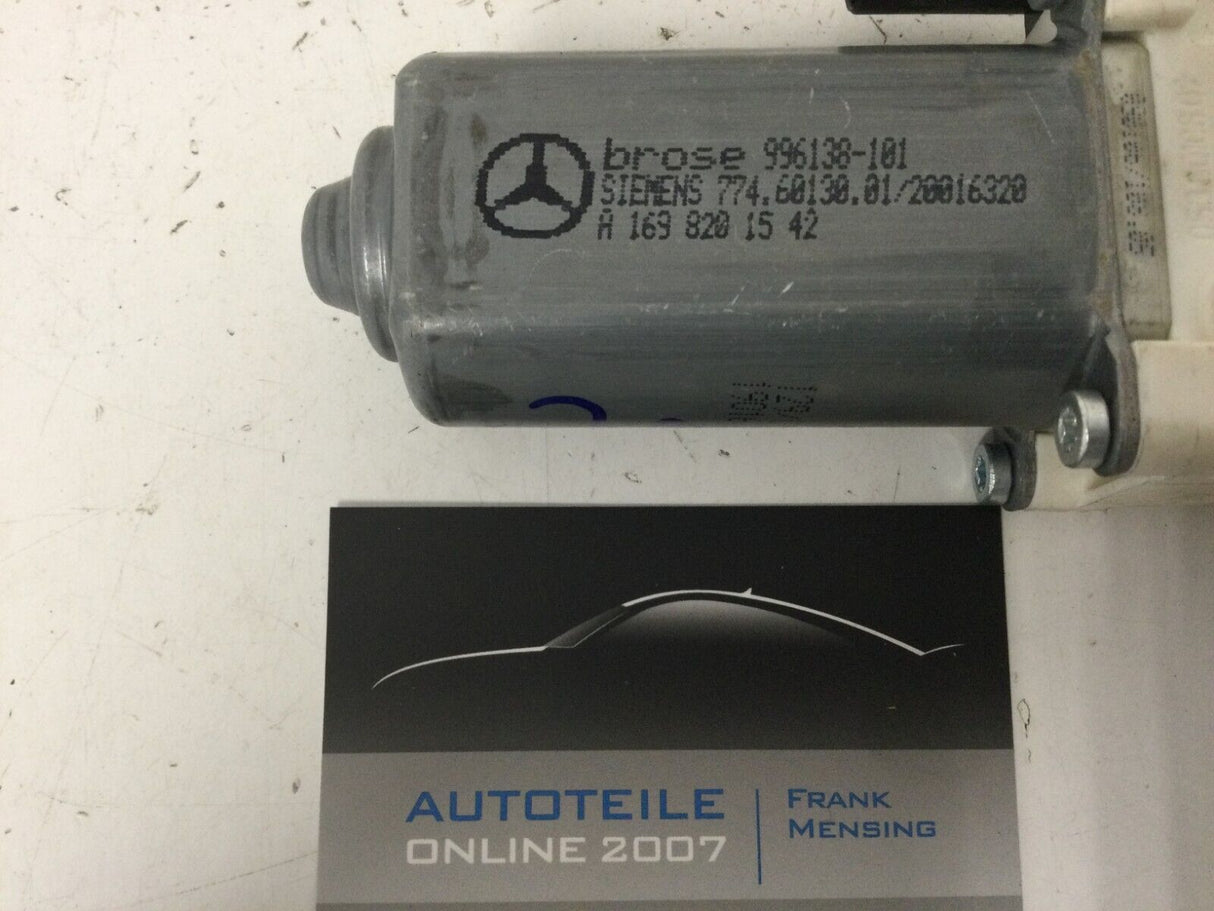 brose 996138-101
SIEMENS 774.60130.01/20016320
A 169 820 15 42
AUTOTEILE
ONLINE 2007
FRANK
MENSING